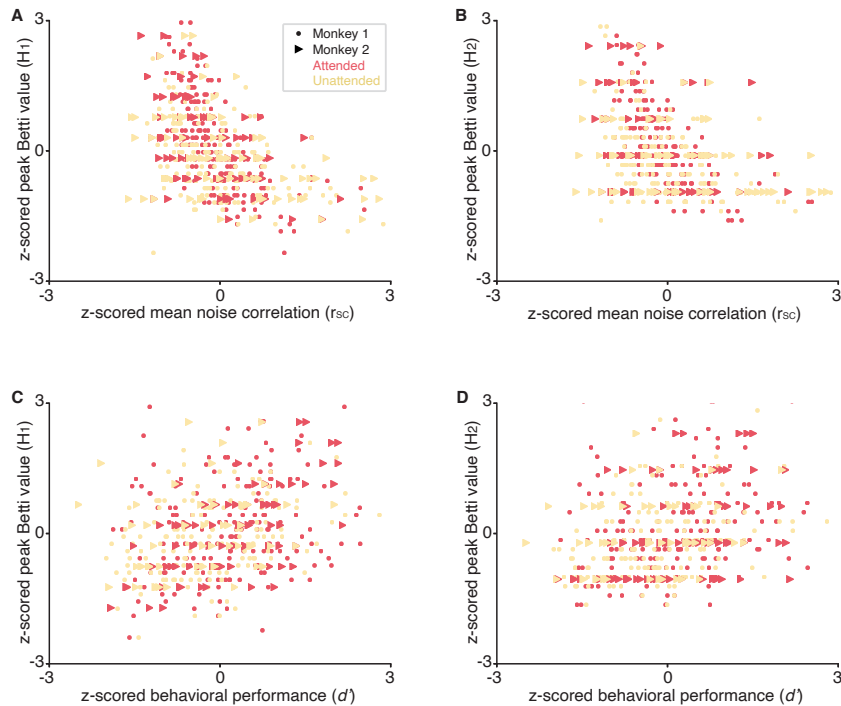 A
3
z-scored peak Betti value (H1)
0
-3
-3
0
3
z-scored mean noise correlation (rSC)
Monkey 1
Monkey 2
Attended
Unattended
B
3
z-scored peak Betti value (H2)
0
-3
-3
0
3
z-scored mean noise correlation (rSC)
C
3
z-scored peak Betti value (H1)
0
-3
-3
0
3
z-scored behavioral performance (d')
D
3
z-scored peak Betti value (H2)
0
-3
-3
0
3
z-scored behavioral performance (d')